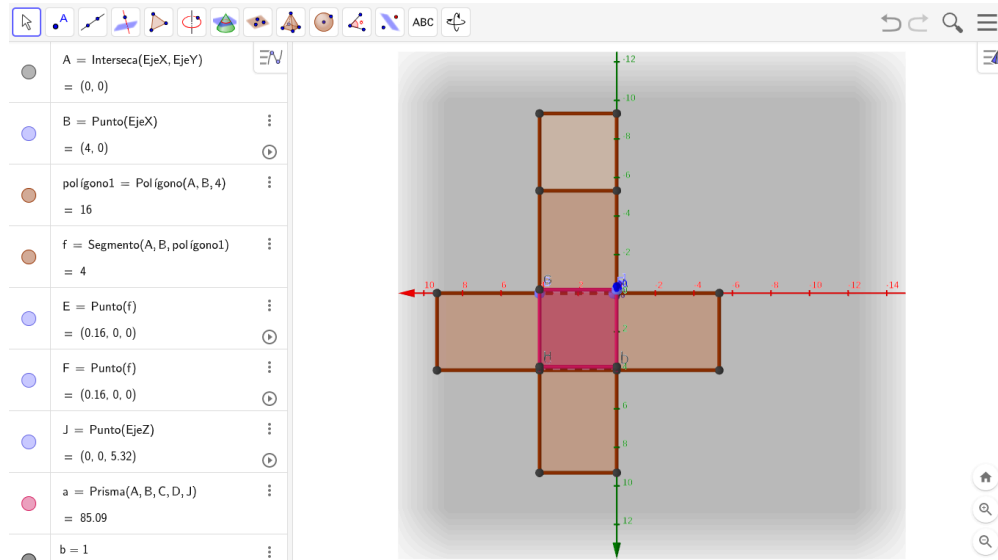 ABC
A = Interseca(EjeX, EjeY)
= (0, 0)
B = Punto(EjeX)
= (4, 0)
polígono1 = Polígono(A, B, 4)
= 16
f = Segmento(A, B, polígono1)
= 4
E = Punto(f)
= (0.16, 0, 0)
F = Punto(f)
= (0.16, 0, 0)
J = Punto(EjeZ)
= (0, 0, 5.32)
a = Prisma(A, B, C, D, J)
= 85.09
b = 1
-12
-10
-8
-6
-4
-2
G
10 8 6 -2 -4 -6 -8 -10 -12 -14
H D
6
8
10
12